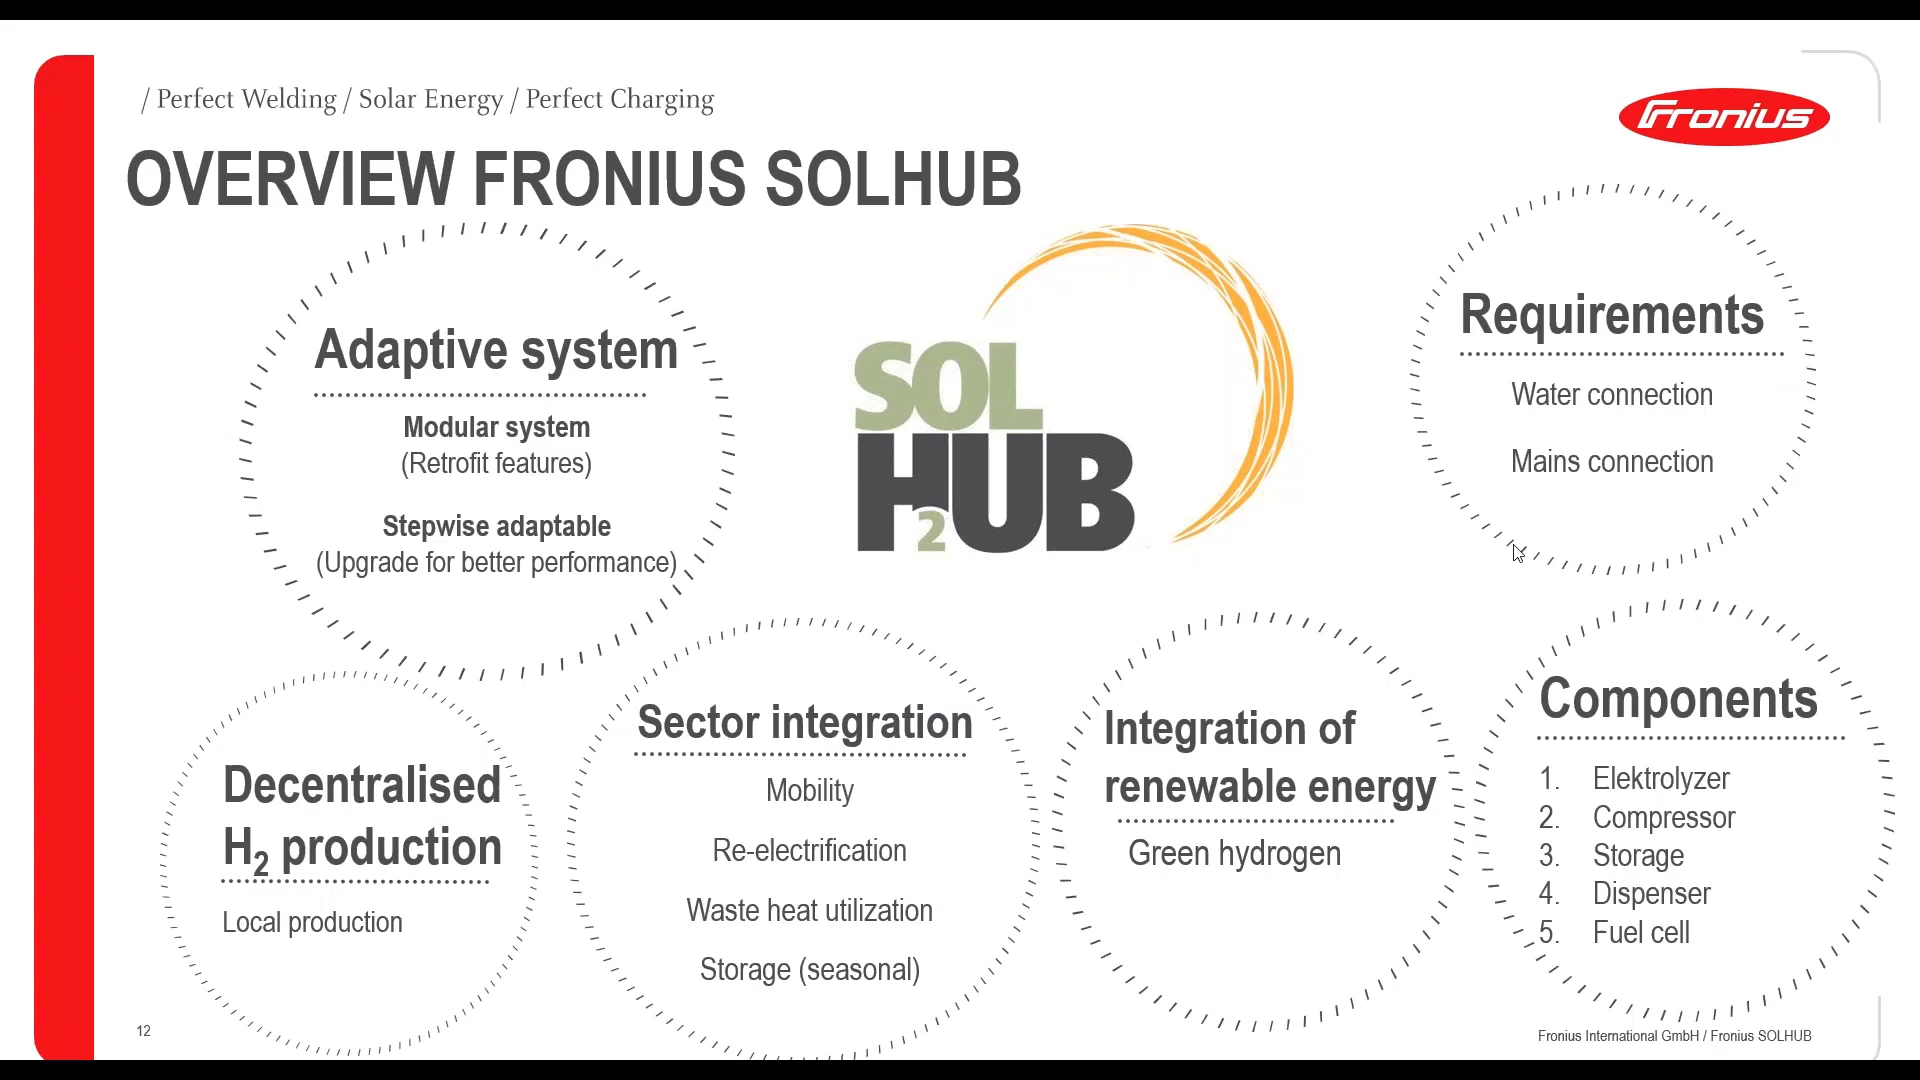 / Perfect Welding / Solar Energy / Perfect Charging
Fronius
OVERVIEW FRONIUS SOLHUB
Adaptive system
Modular system
(Retrofit features)
Stepwise adaptable
(Upgrade for better performance)
SOL
H2UB
Requirements
Water connection
Mains connection
Decentralised
H₂ production
Local production
Sector integration
Mobility
Re-electrification
Waste heat utilization
Storage (seasonal)
Integration of
renewable energy
Green hydrogen
Components
1. Elektrolyzer
2. Compressor
3. Storage
4. Dispenser
5. Fuel cell
12
Fronius International GmbH / Fronius SOLHUB